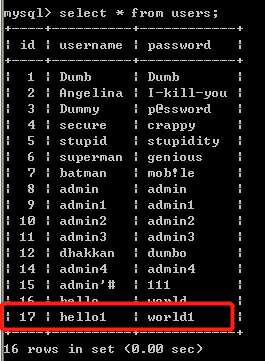 mysql> select * from users;
+----+----------+------------+
| id | username | password |
+----+----------+------------+
| 1 | Dumb | Dumb |
| 2 | Angelina | I-kill-you |
| 3 | Dummy | p@ssword |
| 4 | secure | crappy |
| 5 | stupid | stupidity |
| 6 | superman | genious |
| 7 | batman | mob!le |
| 8 | admin | admin |
| 9 | admin1 | admin1 |
| 10 | admin2 | admin2 |
| 11 | admin3 | admin3 |
| 12 | dhakkan | dumbo |
| 14 | admin4 | admin4 |
| 15 | admin'# | 111 |
| 16 | hello | world |
| 17 | hello1 | world1 |
+----+----------+------------+
16 rows in set (0.00 sec)